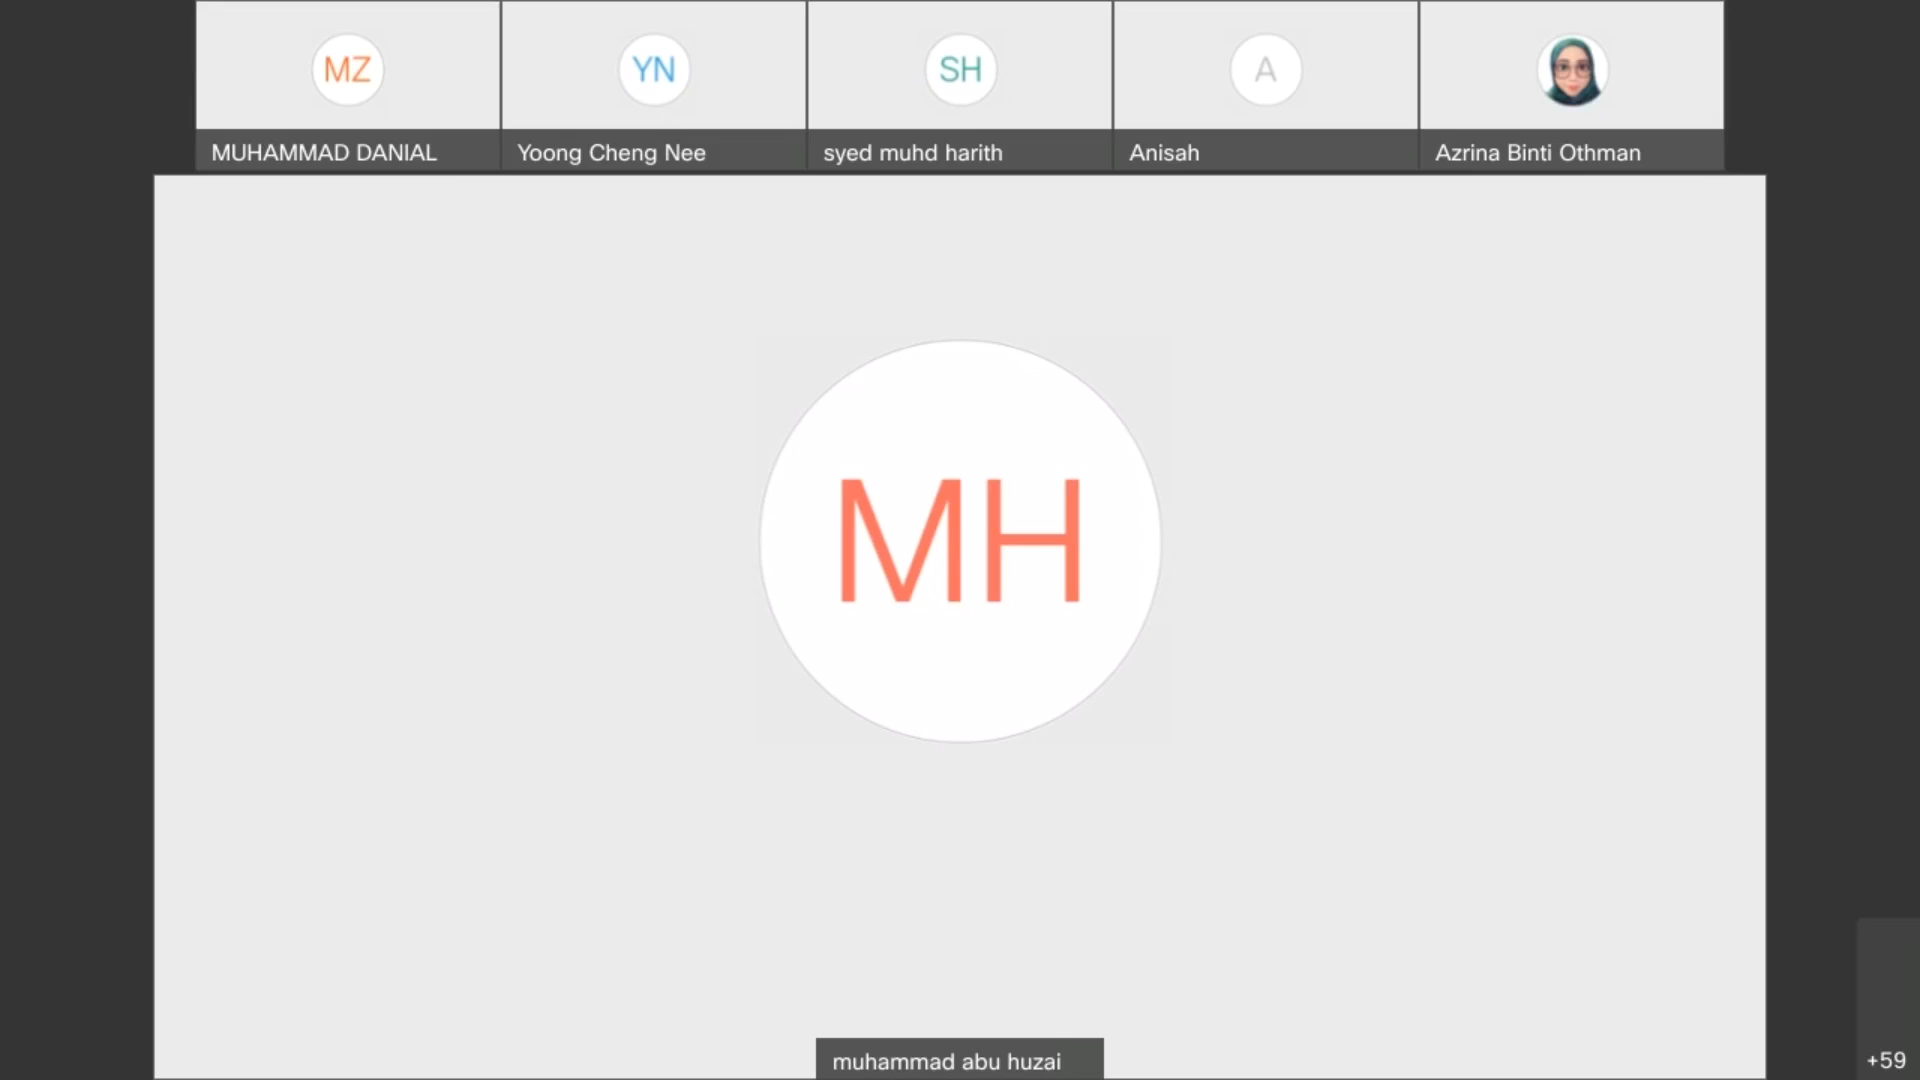 MZ
MUHAMMAD DANIAL
YN
Yoong Cheng Nee
SH
syed muhd harith
A
Anisah
Azrina Binti Othman
MH
muhammad abu huzai
+59